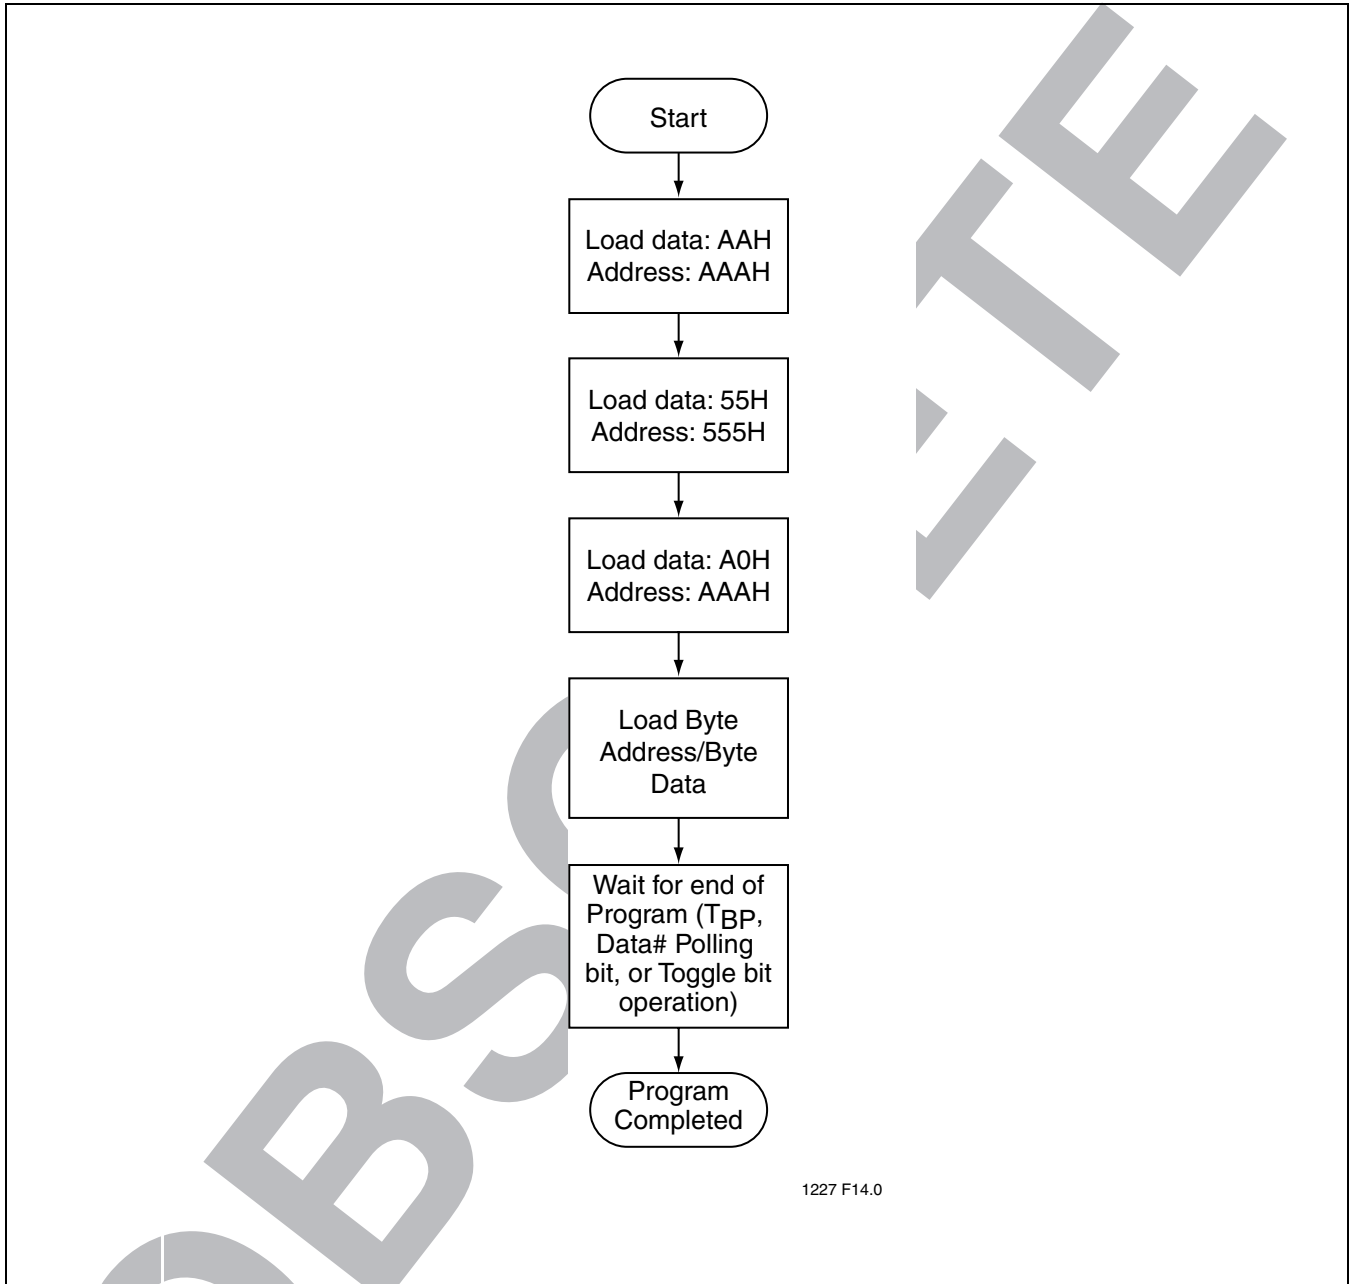 Start
Load data: AAH
Address: AAAH
Load data: 55H
Address: 555H
Load data: A0H
Address: AAAH
Load Byte
Address/Byte
Data
Wait for end of
Program (TBP,
Data# Polling
bit, or Toggle bit
operation)
Program
Completed
1227 F14.0